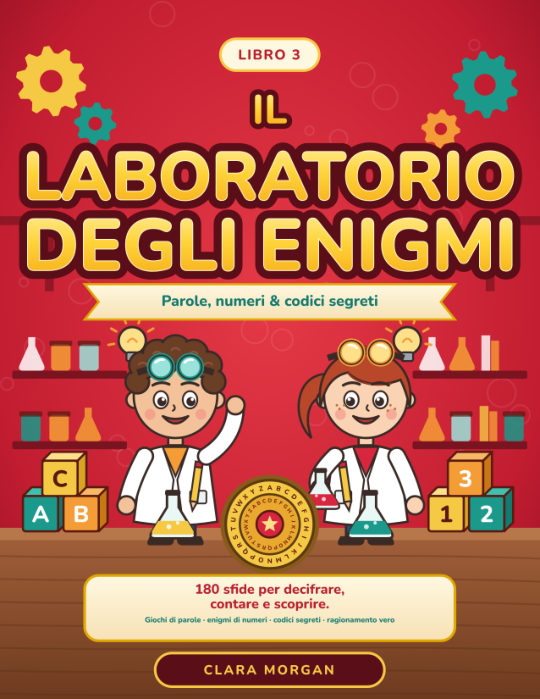 LIBRO 3
IL
LABORATORIO
DEGLI ENIGMI
Parole, numeri & codici segreti
C
A B
3
1 2
180 sfide per decifrare,
contare e scoprire.
Giochi di parole · enigmi di numeri · codici segreti · ragionamento vero
CLARA MORGAN